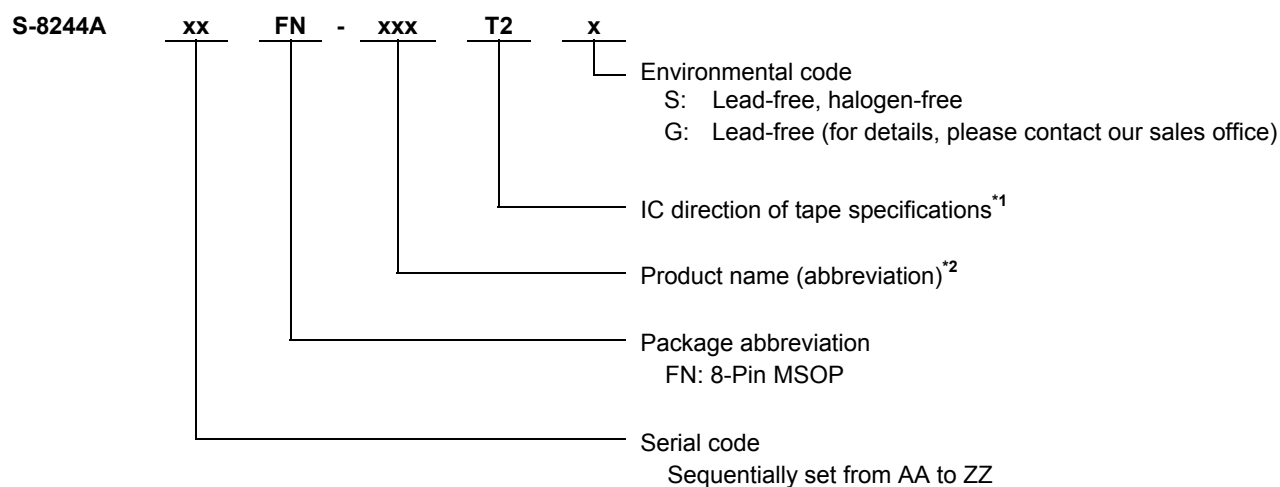 S-8244A xx FN - xxx T2 x
Environmental code
S: Lead-free, halogen-free
G: Lead-free (for details, please contact our sales office)
IC direction of tape specifications*1
Product name (abbreviation)*2
Package abbreviation
FN: 8-Pin MSOP
Serial code
Sequentially set from AA to ZZ